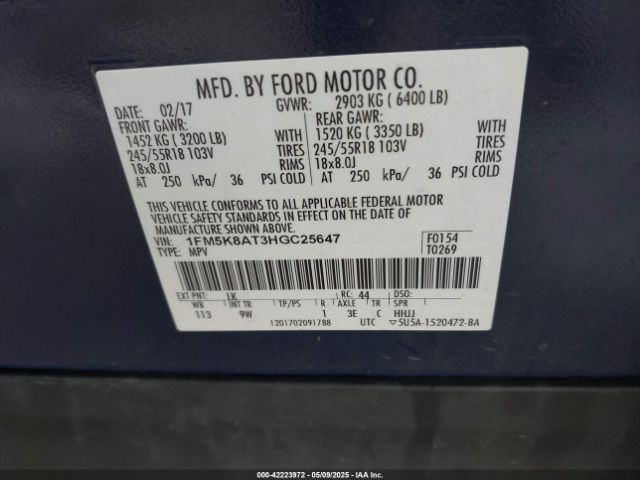 MFD. BY FORD MOTOR CO.
DATE: 02/17 GVWR: 2903 KG ( 6400 LB)
FRONT GAWR: REAR GAWR:
1452 KG ( 3200 LB) WITH 1520 KG ( 3350 LB) WITH
245/55R18 103V TIRES 245/55R18 103V TIRES
18x8.0J RIMS 18x8.0J RIMS
AT 250 kPa/ 36 PSI COLD AT 250 kPa/ 36 PSI COLD
THIS VEHICLE CONFORMS TO ALL APPLICABLE FEDERAL MOTOR
VEHICLE SAFETY STANDARDS IN EFFECT ON THE DATE OF
MANUFACTURE SHOWN ABOVE.
VIN: 1FM5K8AT3HGC25647 F0154
TYPE: MPV T0269
EXT PNT: LK RC: 44 DSO:
WB INT TR TP/PS R AXLE TR SPR
113 9W 1 3E C HHJJ
1201702091788 UTC ▽5U5A-1520472-BA
000-42223972 05/09/2025 IAA Inc.